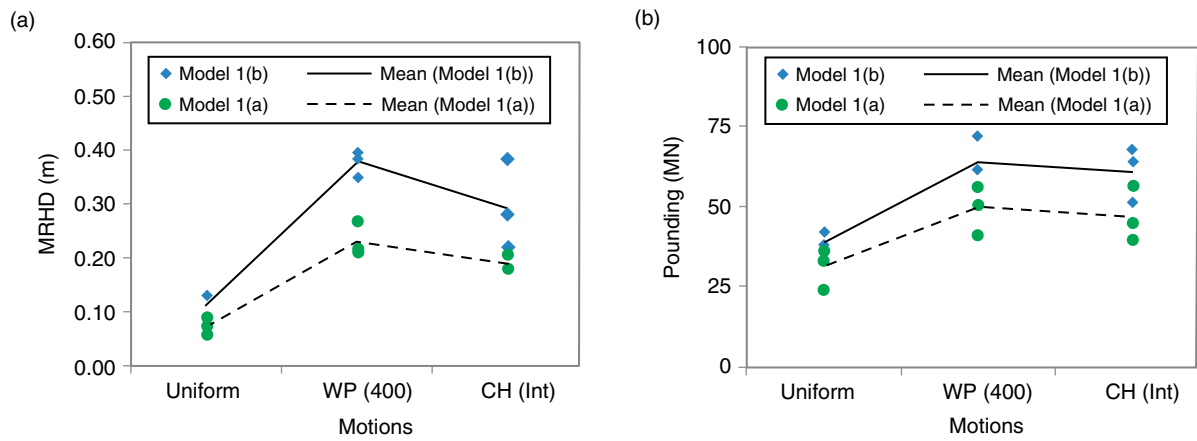 (a)
0.60
0.50
0.40
0.30
0.20
0.10
0.00
MRHD (m)
Model 1(b) Mean (Model 1(b))
Model 1(a) Mean (Model 1(a))
Uniform WP (400) CH (Int)
Motions
(b)
100
75
50
25
0
Pounding (MN)
Model 1(b) Mean (Model 1(b))
Model 1(a) Mean (Model 1(a))
Uniform WP (400) CH (Int)
Motions